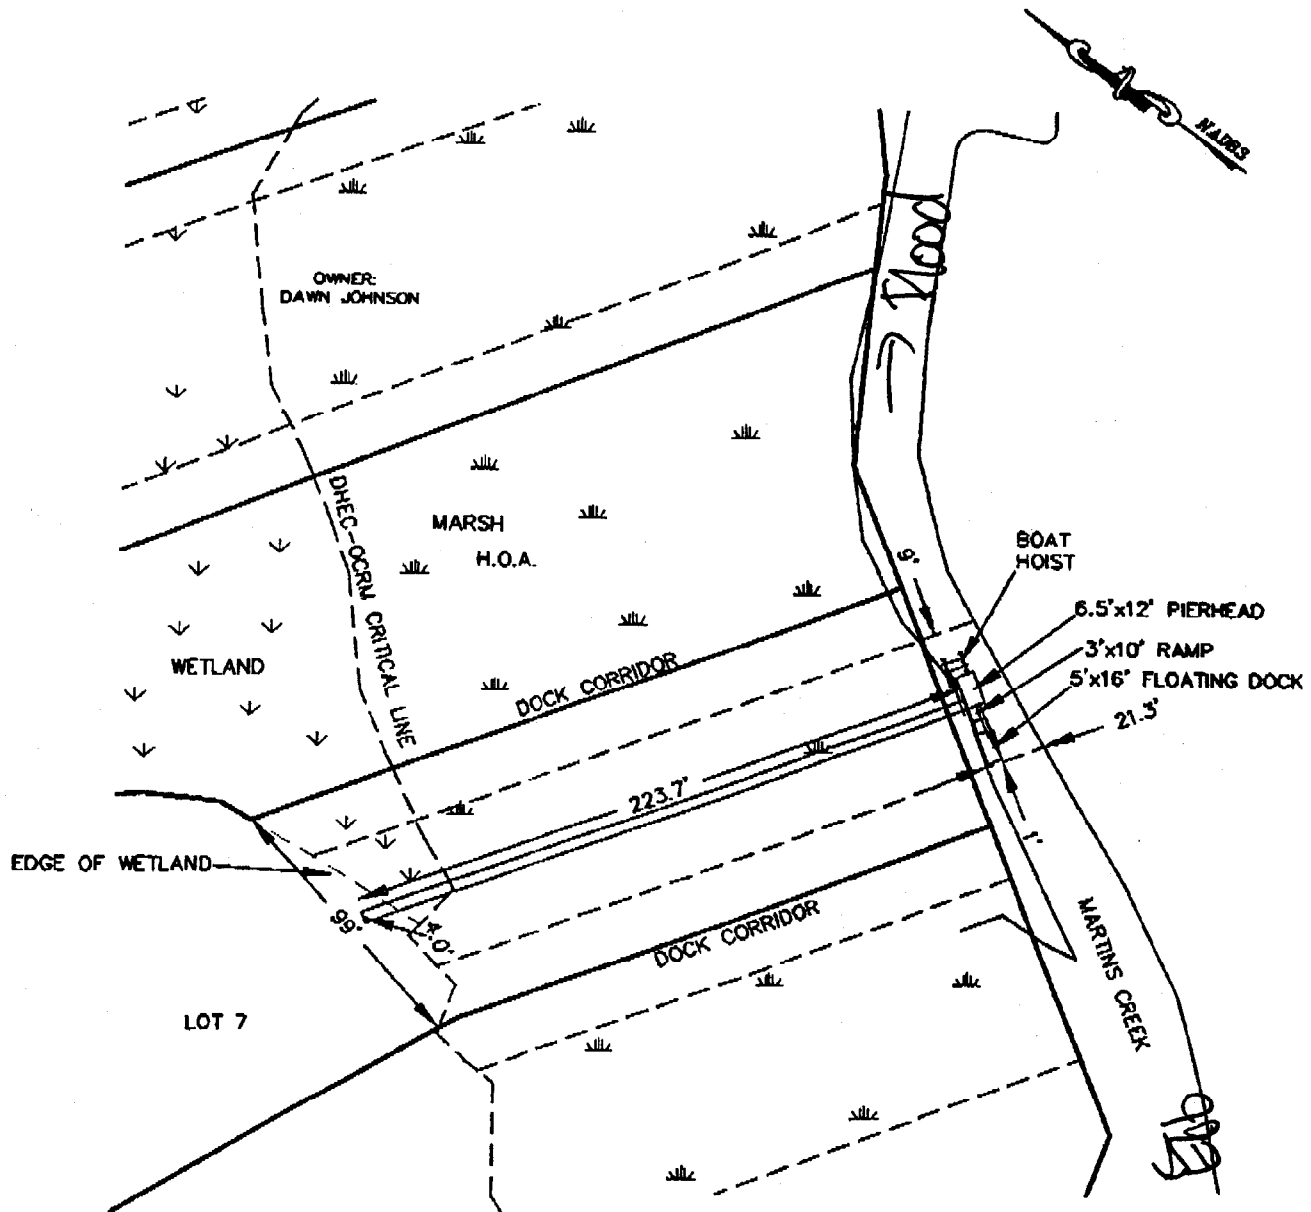 NAD83
Flood
OWNER:
DAWN JOHNSON
DHEC-OCRM CRITICAL LINE
MARSH
H.O.A.
9'
BOAT
HOIST
6.5'x12' PIERHEAD
3'x10' RAMP
5'x16' FLOATING DOCK
21.3'
WETLAND
DOCK CORRIDOR
223.7'
1'
EDGE OF WETLAND
99'
4.0'
DOCK CORRIDOR
MARTINS CREEK
LOT 7
Ebb